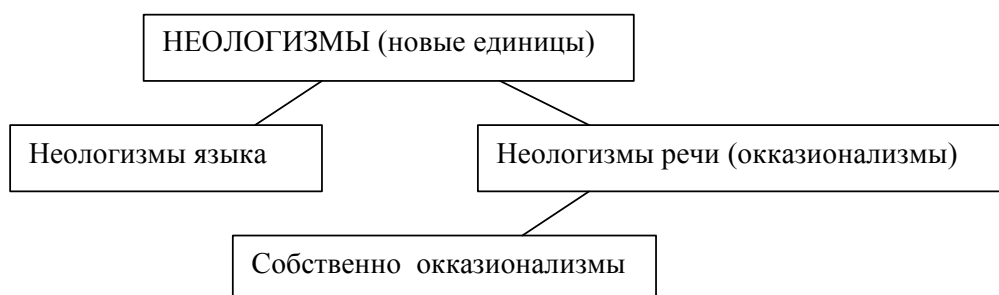 НЕОЛОГИЗМЫ (новые единицы)
Неологизмы языка
Неологизмы речи (окказионализмы)
Собственно окказионализмы